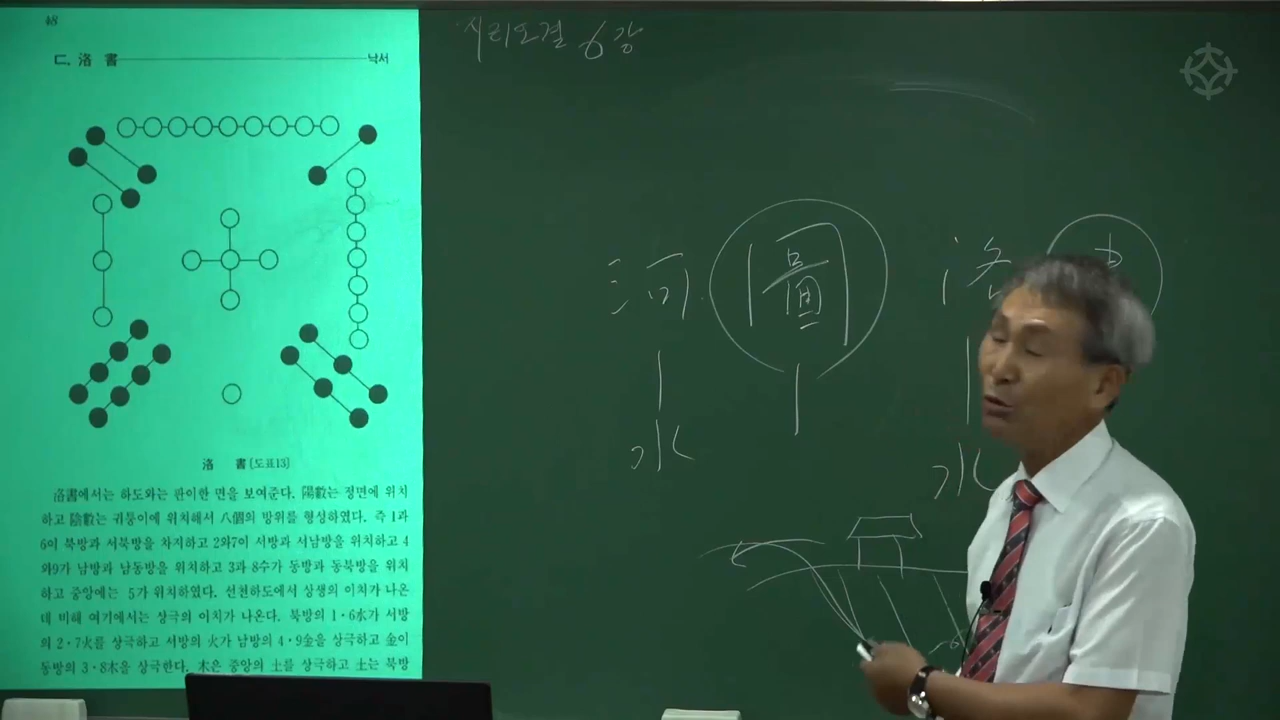 48
ㄷ. 洛 書 낙서
洛 書 [도표13]
洛書에서는 하도와는 판이한 면을 보여준다. 陽數는 정면에 위치
하고 陰數는 귀퉁이에 위치해서 八個의 방위를 형성하였다. 즉 1과
6이 북방과 서북방을 차지하고 2와7이 서방과 서남방을 위치하고 4
와9가 남방과 남동방을 위치하고 3과 8수가 동방과 동북방을 위치
하고 중앙에는 5가 위치하였다. 선천하도에서 상생의 이치가 나온
데 비해 여기에서는 상극의 이치가 나온다. 북방의 1·6水가 서방
의 2·7火를 상극하고 서방의 火가 남방의 4·9金을 상극하고 金이
동방의 3·8木을 상극한다. 木은 중앙의 土를 상극하고 土는 북방
시리도결 6강
河 圖 洛
水 水